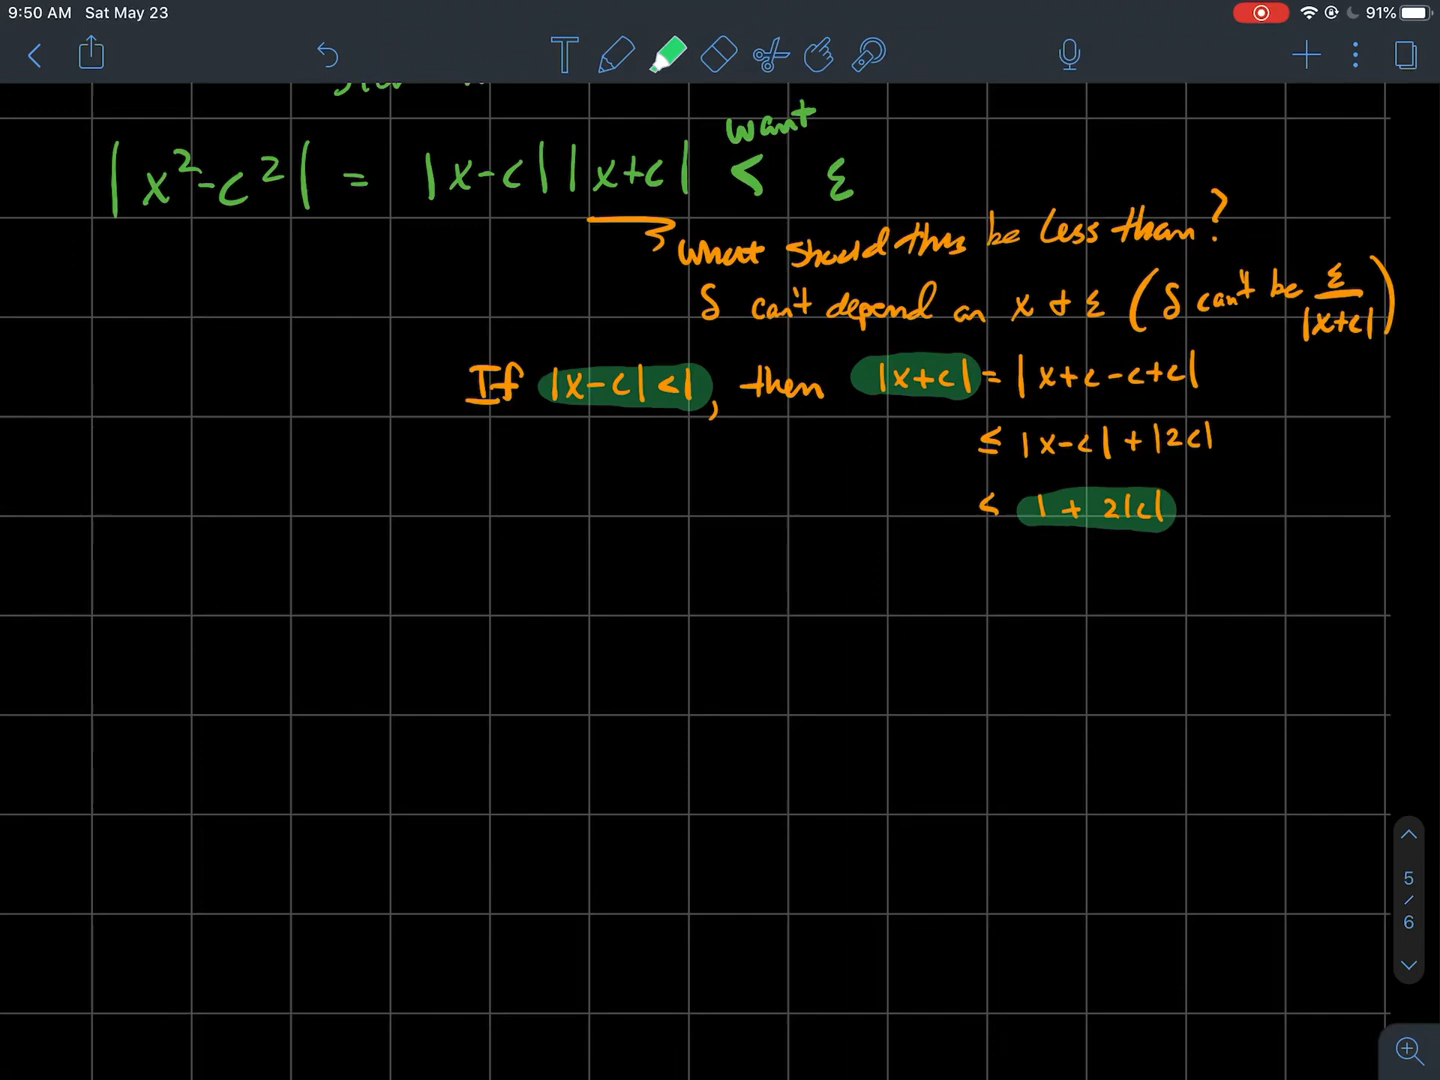 9:50 AM Sat May 23
91%
|x²-c²| = |x-c||x+c| < ε
want
what should this be less than?
δ can't depend on x & ε (δ can't be ε/|x+c|)
If |x-c|<1, then |x+c| = |x+c-c+c|
≤ |x-c| + |2c|
< 1 + 2|c|
5
/
6